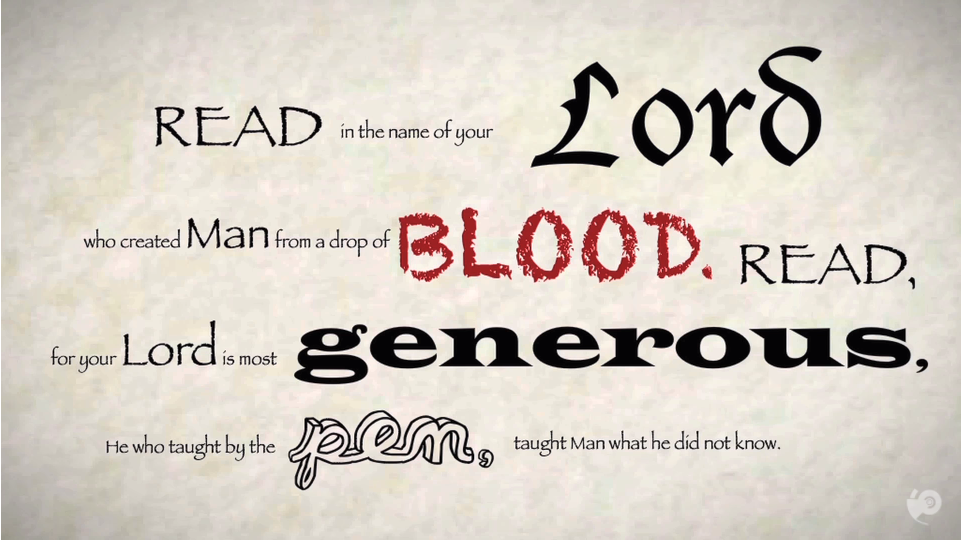 READ in the name of your Lord
who created Man from a drop of BLOOD. READ,
for your Lord is most generous,
He who taught by the pen, taught Man what he did not know.